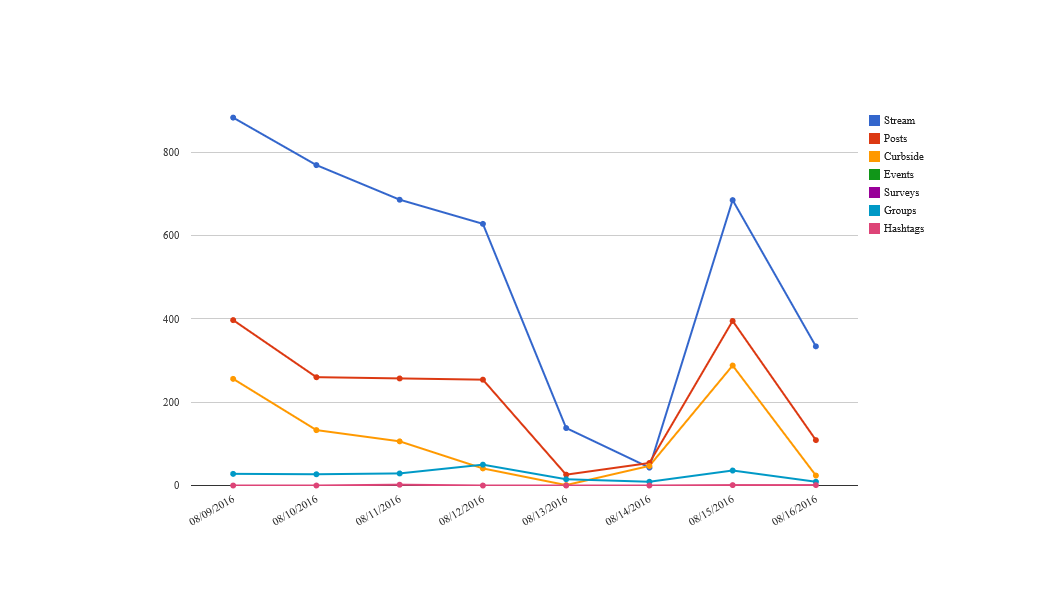 800
600
400
200
0
08/09/2016
08/10/2016
08/11/2016
08/12/2016
08/13/2016
08/14/2016
08/15/2016
08/16/2016
Stream
Posts
Curbside
Events
Surveys
Groups
Hashtags